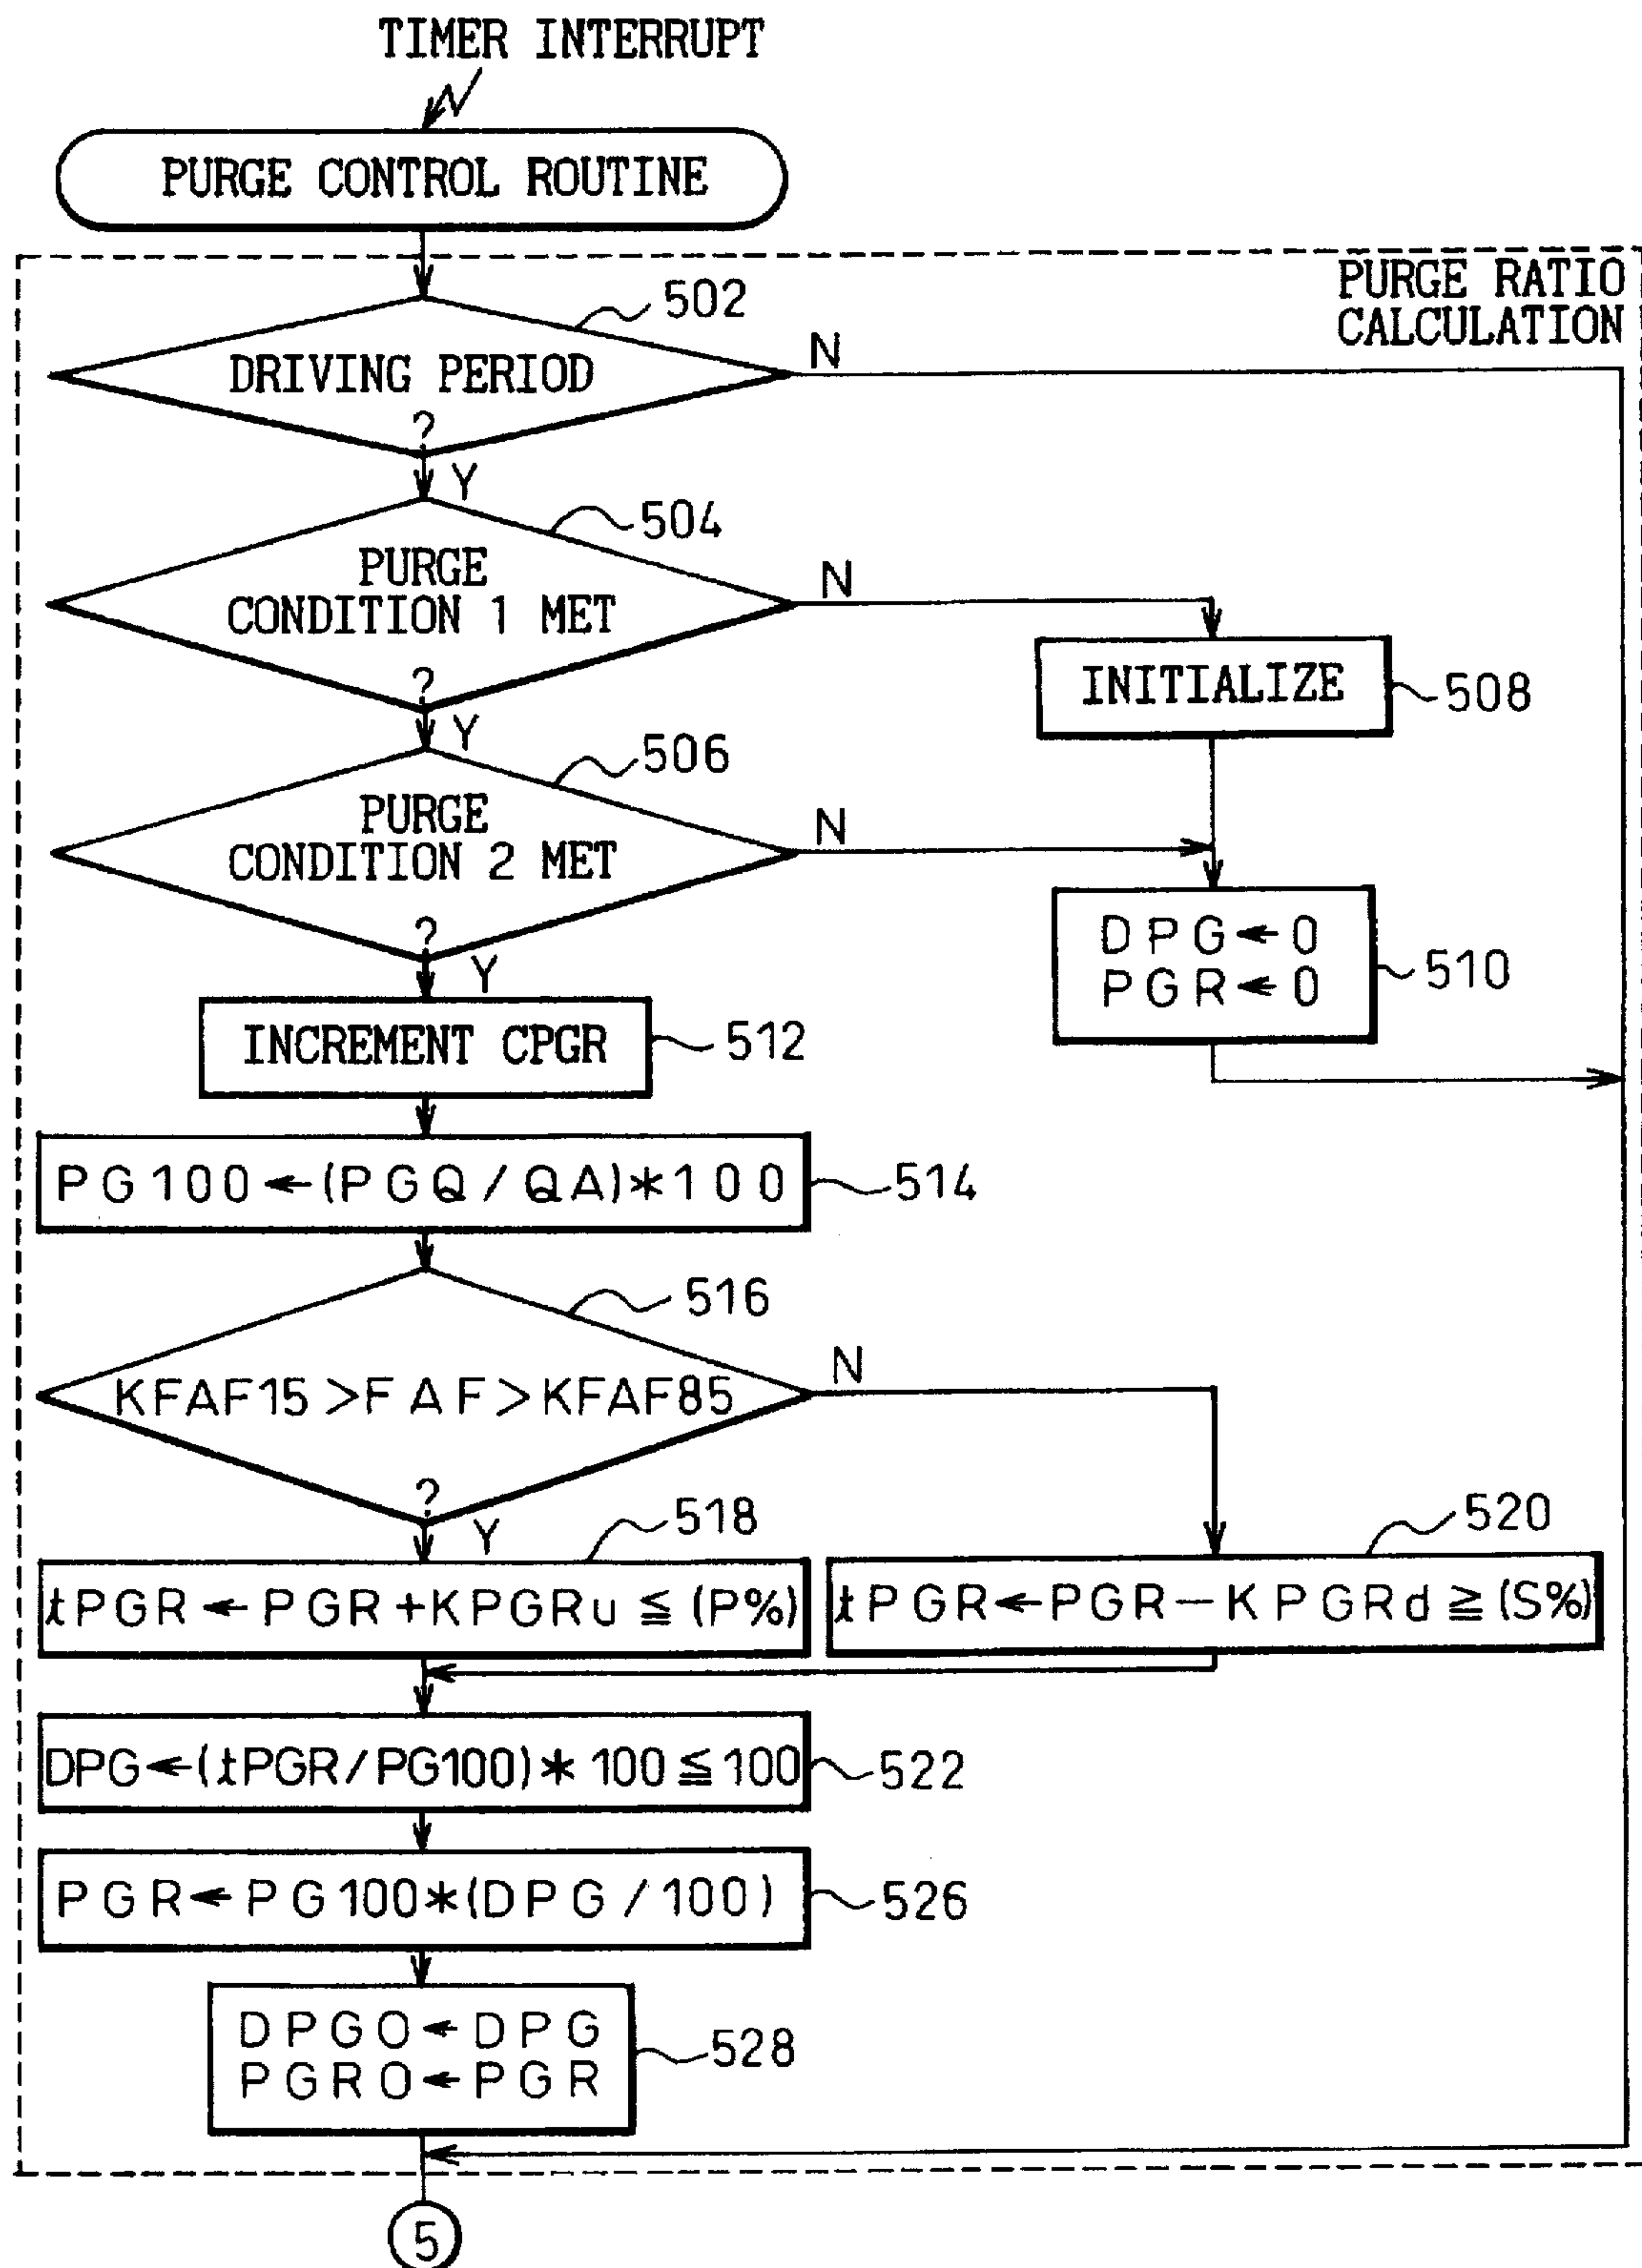 TIMER INTERRUPT
PURGE CONTROL ROUTINE
PURGE RATIO
CALCULATION
502
DRIVING PERIOD
?
N
Y
504
PURGE
CONDITION 1 MET
?
N
Y
INITIALIZE
508
506
PURGE
CONDITION 2 MET
?
N
Y
DPG←0
PGR←0
510
INCREMENT CPGR
512
PG100←(PGQ/QA)*100
514
516
KFAF15>FAF>KFAF85
?
N
Y
518
tPGR←PGR+KPGRu≦(P%)
520
tPGR←PGR-KPGRd≧(S%)
DPG←(tPGR/PG100)*100≦100
522
PGR←PG100*(DPG/100)
526
DPGO←DPG
PGRO←PGR
528
5